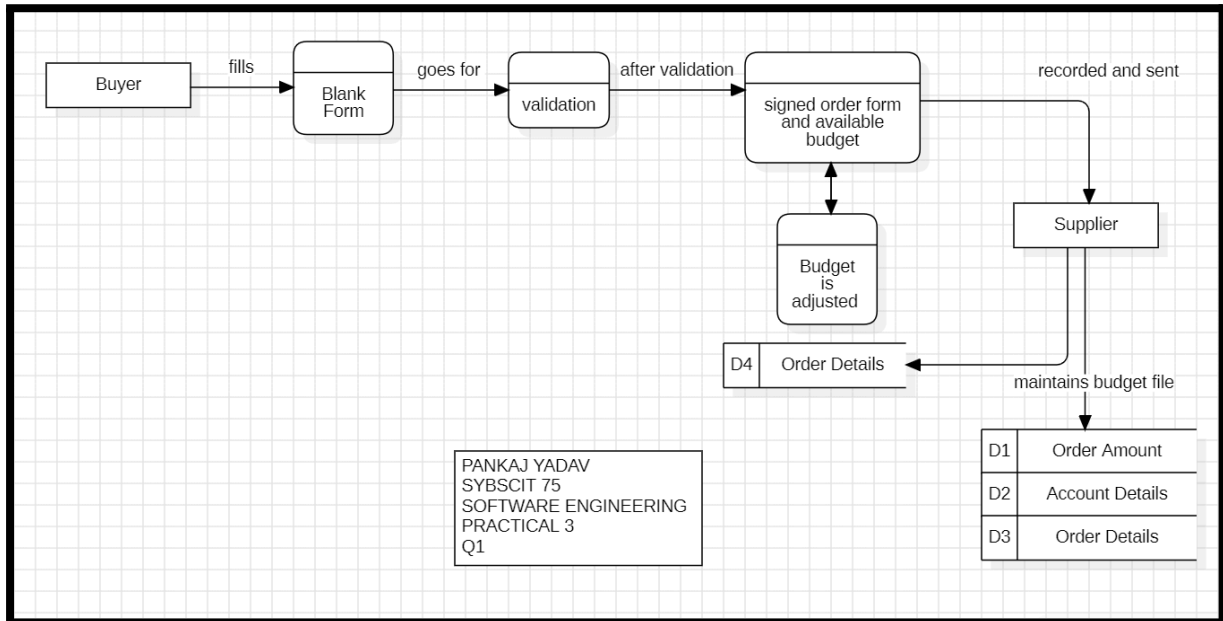 Buyer
fills
Blank
Form
goes for
validation
after validation
signed order form
and available
budget
recorded and sent
Supplier
Budget
is
adjusted
D4 Order Details
maintains budget file
D1 Order Amount
D2 Account Details
D3 Order Details
PANKAJ YADAV
SYBSCIT 75
SOFTWARE ENGINEERING
PRACTICAL 3
Q1